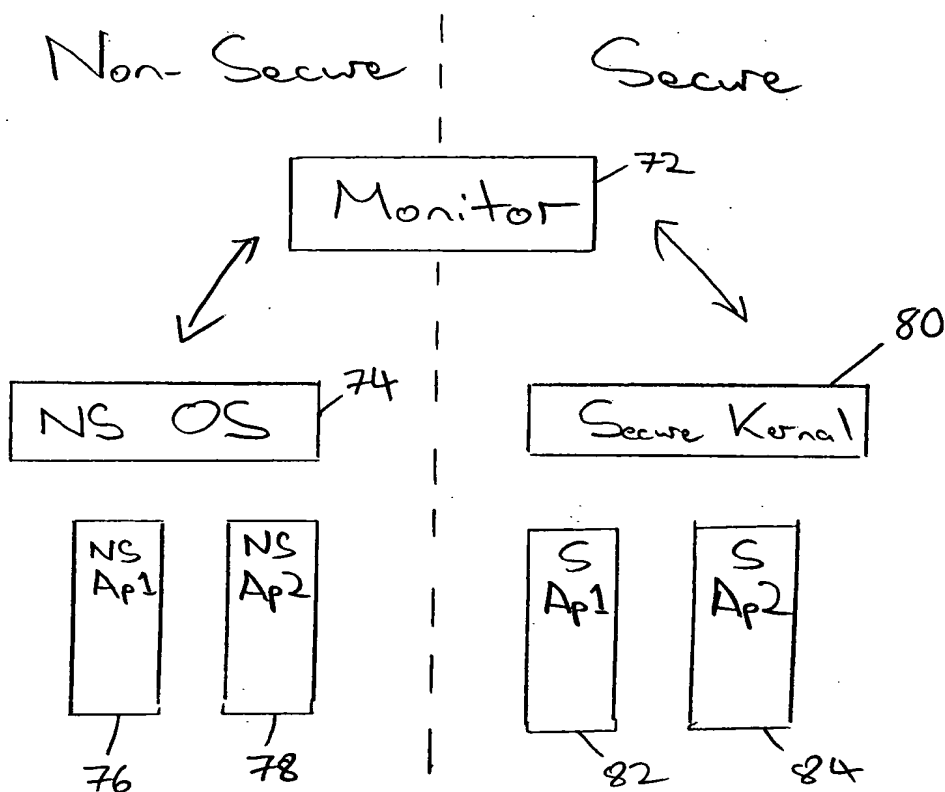 Non-Secure
Secure
Monitor
72
NS OS
74
Secure Kernal
80
NS
Ap1
NS
Ap2
S
Ap1
S
Ap2
76
78
82
84